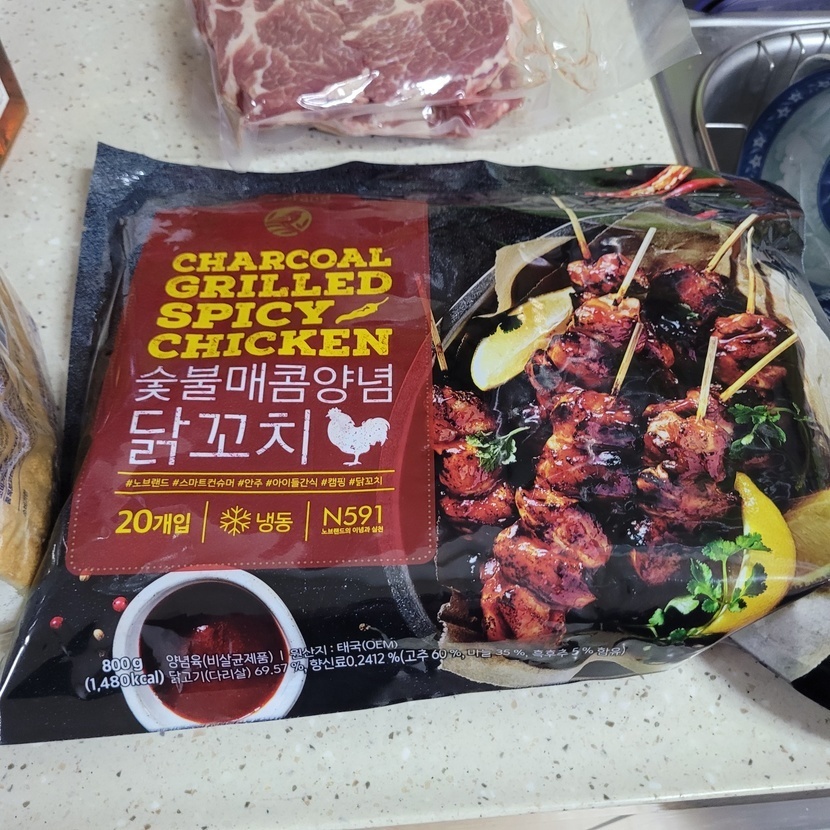 CHARCOAL
GRILLED
SPICY
CHICKEN
숯불매콤양념
닭꼬치
#노브랜드 #스마트컨슈머 #안주 #아이들간식 #캠핑 #닭꼬치
20개입 냉동 N591
노브랜드의 이념과 실천
800g
(1,480kcal)
양념육(비살균제품) | 원산지 : 태국(OEM)
닭고기(다리살) 69.57 %, 향신료0.2412 %(고추 60 %, 마늘 35 %, 흑후추 5 % 함유)